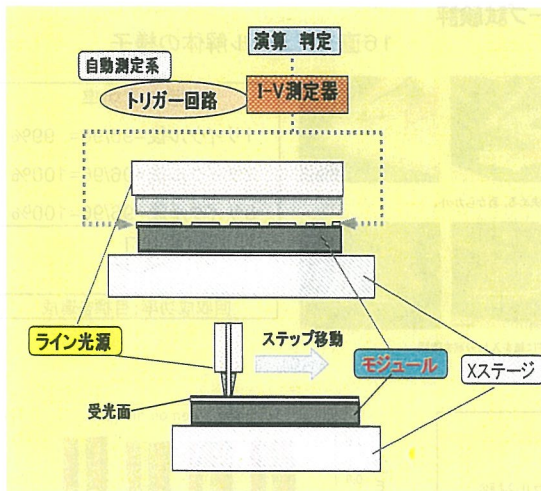 演算 判定
自動測定系
トリガー回路
I-V測定器
ライン光源
ステップ移動
モジュール
Xステージ
受光面